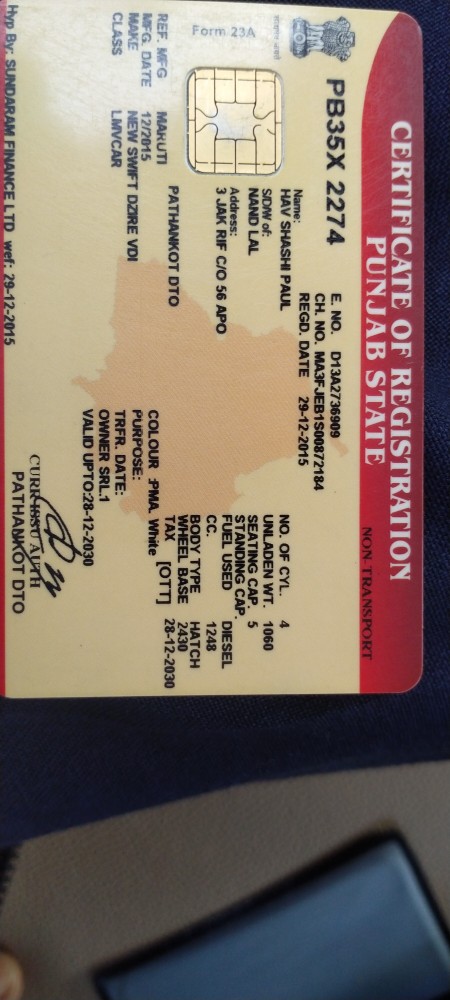 CERTIFICATE OF REGISTRATION
PUNJAB STATE
NON-TRANSPORT
Form 23A
PB35X 2274
E. NO. D13A2736909
CH. NO. MA3FJEB1S00872184
REGD. DATE 29-12-2015
Name:
HAV SHASHI PAUL
S/D/W of:
NAND LAL
Address:
3 JAK RIF C/O 56 APO
PATHANKOT DTO
NO. OF CYL. 4
UNLADEN WT. 1060
SEATING CAP. 5
STANDING CAP
FUEL USED DIESEL
CC. 1248
BODY TYPE HATCH
WHEEL BASE 2430
TAX [OTT] 28-12-2030
REF. MFG MARUTI
MFG. DATE 12/2015
MAKE NEW SWIFT DZIRE VDI
CLASS LMVCAR
COLOUR :PMA. White
PURPOSE:
TRFR. DATE:
OWNER SRL.1
VALID UPTO:28-12-2030
PATHANKOT DTO
Hyp By: SUNDARAM FINANCE LTD wef: 29-12-2015